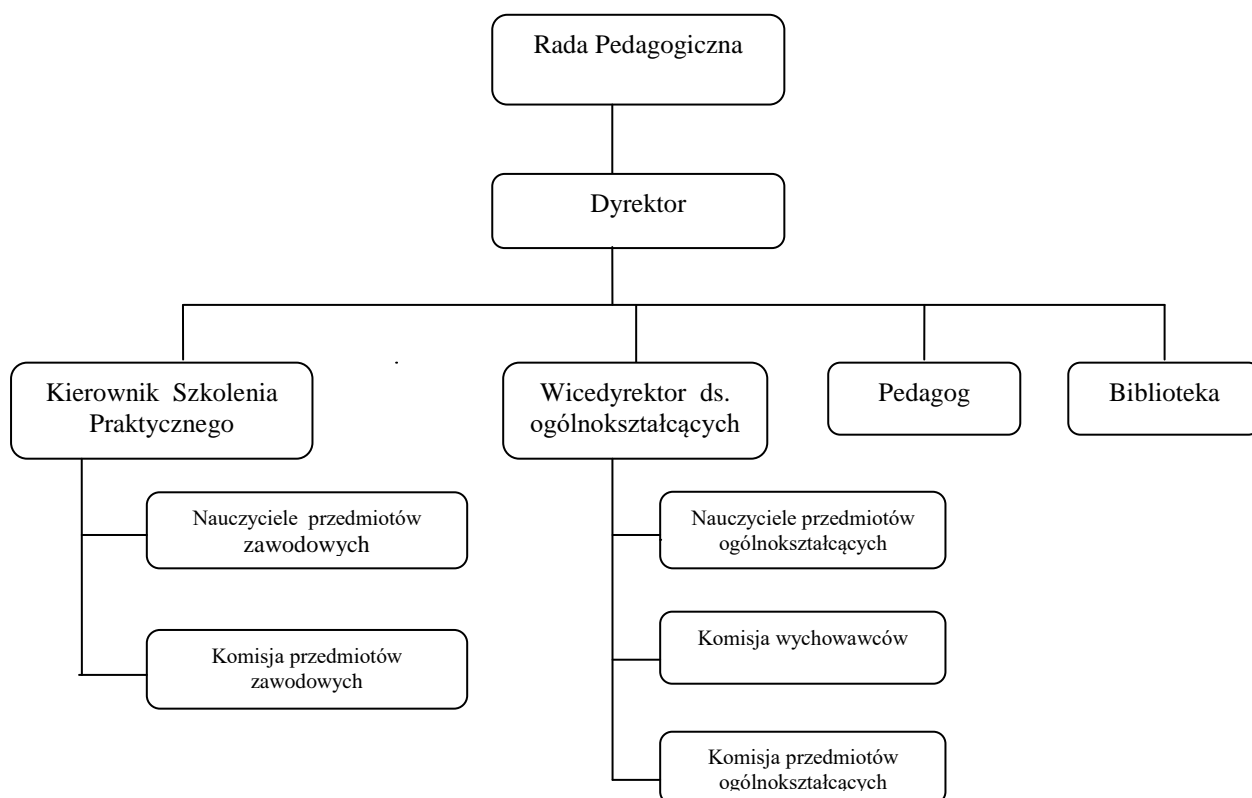 Rada Pedagogiczna
Dyrektor
Kierownik Szkolenia
Praktycznego
Wicedyrektor ds.
ogólnokształcących
Pedagog
Biblioteka
Nauczyciele przedmiotów
zawodowych
Komisja przedmiotów
zawodowych
Nauczyciele przedmiotów
ogólnokształcących
Komisja wychowawców
Komisja przedmiotów
ogólnokształcących